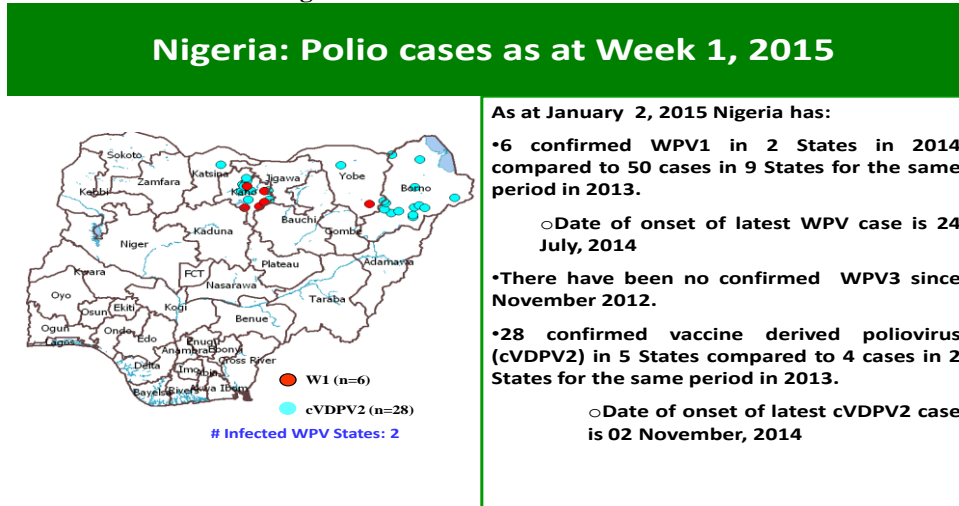 Nigeria: Polio cases as at Week 1, 2015
As at January 2, 2015 Nigeria has:
•6 confirmed WPV1 in 2 States in 2014
compared to 50 cases in 9 States for the same
period in 2013.
oDate of onset of latest WPV case is 24
July, 2014
•There have been no confirmed WPV3 since
November 2012.
•28 confirmed vaccine derived poliovirus
(cVDPV2) in 5 States compared to 4 cases in 2
States for the same period in 2013.
oDate of onset of latest cVDPV2 case
is 02 November, 2014
Sokoto
Katsina
Zamfara
Kebbi
Kano
Jigawa
Yobe
Borno
Bauchi
Gombe
Kaduna
Niger
Adamawa
Plateau
Kwara
FCT
Nasarawa
Taraba
Oyo
Kogi
Benue
Osun
Ekiti
Ogun
Ondo
Edo
Lagos
Enugu
Anambra
Ebonyi
Cross River
Delta
Imo
Abia
Bayelsa
Rivers
Akwa Ibom
W1 (n=6)
cVDPV2 (n=28)
# Infected WPV States: 2